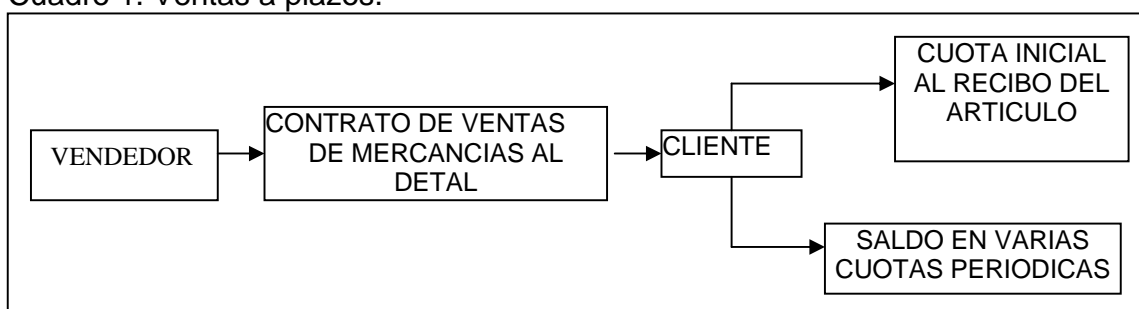 Cuadro 1. Ventas a plazos.
VENDEDOR
CONTRATO DE VENTAS
DE MERCANCIAS AL
DETAL
CLIENTE
CUOTA INICIAL
AL RECIBO DEL
ARTICULO
SALDO EN VARIAS
CUOTAS PERIODICAS